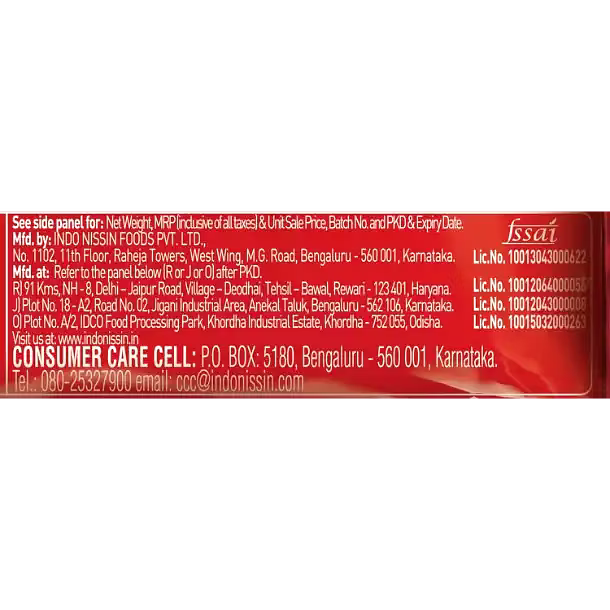 See side panel for: Net Weight, MRP (inclusive of all taxes) & Unit Sale Price, Batch No. and PKD & Expiry Date.
fssai
Mfd. by: INDO NISSIN FOODS PVT. LTD.,
No. 1102, 11th Floor, Raheja Towers, West Wing, M.G. Road, Bengaluru - 560 001, Karnataka. Lic.No. 10013043000622
Mfd. at: Refer to the panel below (R or J or O) after PKD.
R) 91 Kms, NH - 8, Delhi – Jaipur Road, Village – Deodhai, Tehsil – Bawal, Rewari - 123 401, Haryana. Lic.No.
J) Plot No. 18 - A2, Road No. 02, Jigani Industrial Area, Anekal Taluk, Bengaluru - 562 106, Karnataka. Lic.No. 10012043000008
O) Plot No. A/2, IDCO Food Processing Park, Khordha Industrial Estate, Khordha - 752 055, Odisha. Lic.No. 10015032000263
Visit us at: www.indonissin.in
CONSUMER CARE CELL: P.O. BOX: 5180, Bengaluru - 560 001, Karnataka.
Tel.: 080-25327900 email: ccc@indonissin.com